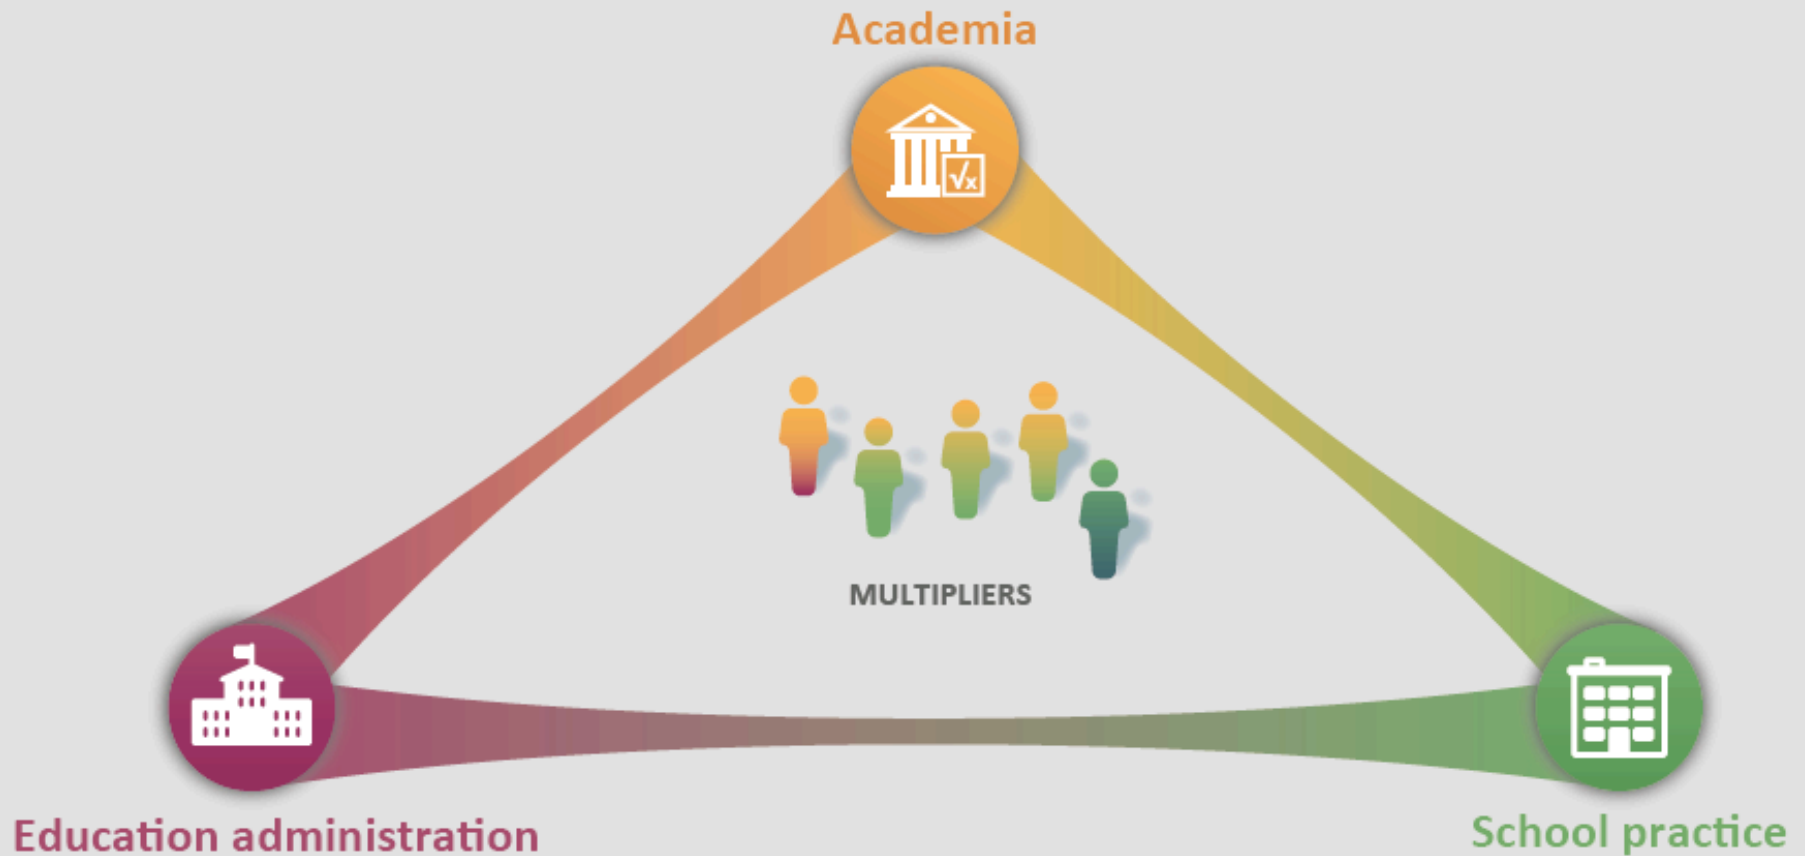 Academia
√x
MULTIPLIERS
Education administration
School practice